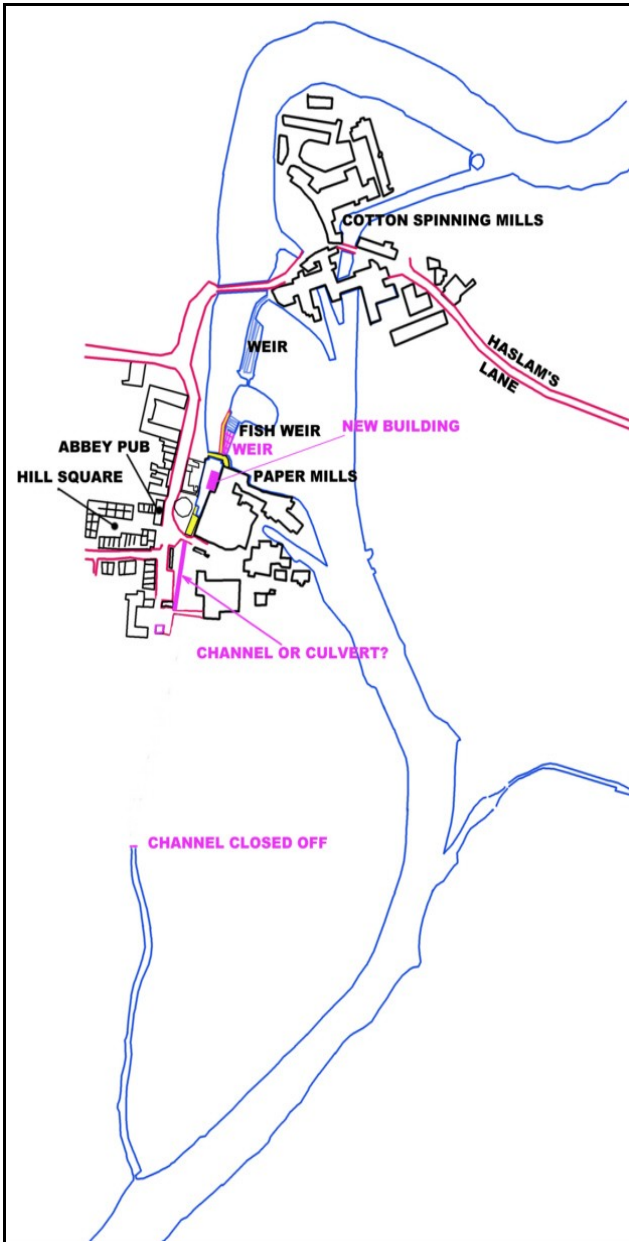 COTTON SPINNING MILLS
HASLAM'S
LANE
WEIR
FISH WEIR
WEIR
NEW BUILDING
ABBEY PUB
HILL SQUARE
PAPER MILLS
CHANNEL OR CULVERT?
CHANNEL CLOSED OFF